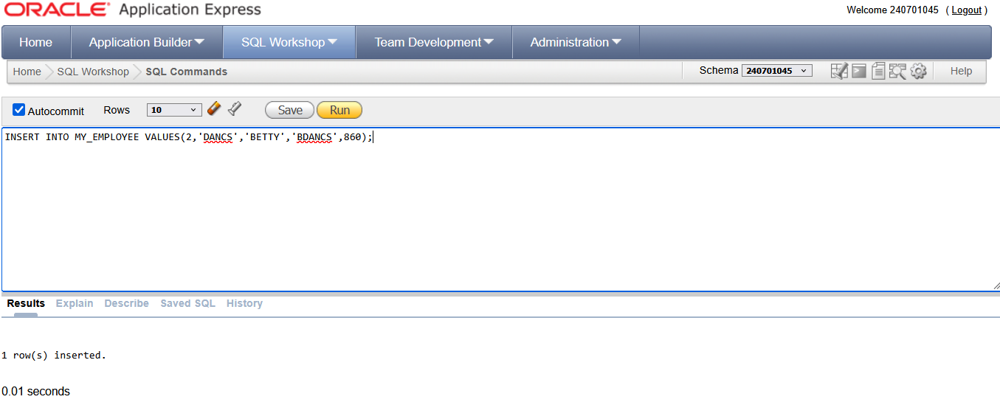 ORACLE® Application Express
Welcome 240701045 ( Logout )
Home Application Builder SQL Workshop Team Development Administration
Home SQL Workshop SQL Commands Schema 240701045 Help
Autocommit Rows 10 Save Run
INSERT INTO MY_EMPLOYEE VALUES(2,'DANCS','BETTY','BDANCS',860);
Results Explain Describe Saved SQL History
1 row(s) inserted.
0.01 seconds